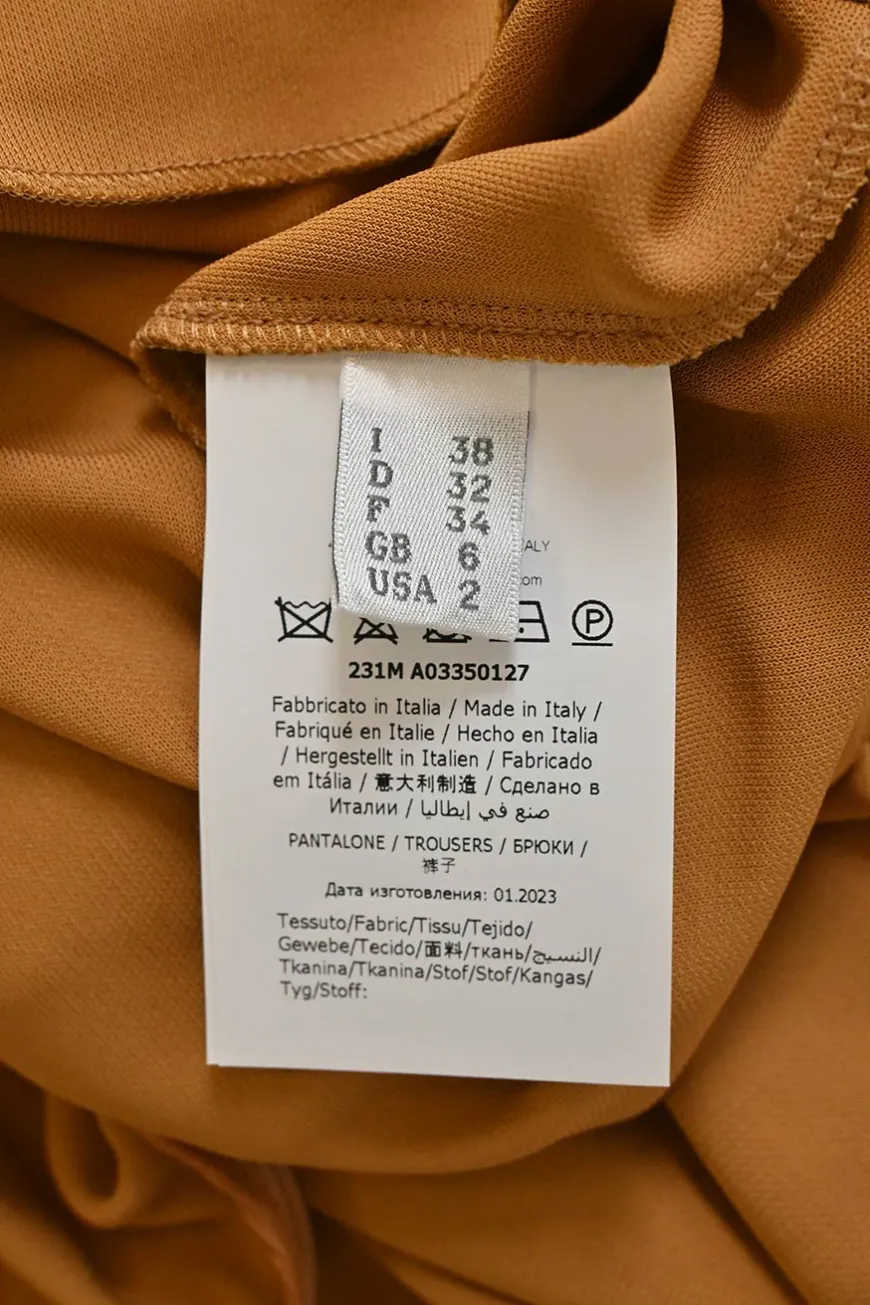 I 38
D 32
F 34
GB 6
USA 2
P
231M A03350127
Fabbricato in Italia / Made in Italy /
Fabriqué en Italie / Hecho en Italia
/ Hergestellt in Italien / Fabricado
em Itália / 意大利制造 / Сделано в
Италии / صنع في إيطاليا
PANTALONE / TROUSERS / БРЮКИ /
裤子
Дата изготовления: 01.2023
Tessuto/Fabric/Tissu/Tejido/
Gewebe/Tecido/面料/ткань/النسيج/
Tkanina/Tkanina/Stof/Stof/Kangas/
Tyg/Stoff: